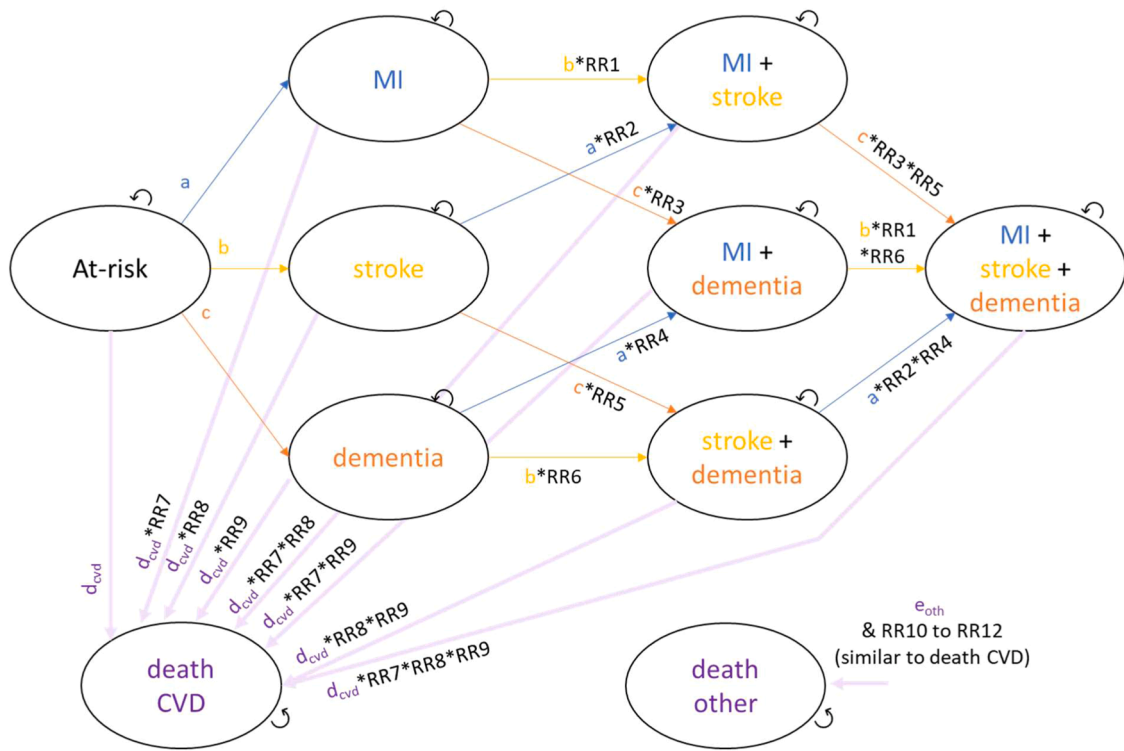 MI
b*RR1
MI +
stroke
a
a*RR2
c*RR3*RR5
c*RR3
At-risk
b
stroke
MI +
dementia
b*RR1
*RR6
MI +
stroke +
dementia
c
a*RR4
c*RR5
a*RR2*RR4
dementia
b*RR6
stroke +
dementia
dcvd
dcvd*RR7
dcvd*RR8
dcvd*RR9
dcvd*RR7*RR8
dcvd*RR7*RR9
dcvd*RR8*RR9
dcvd*RR7*RR8*RR9
death
CVD
death
other
eoth
& RR10 to RR12
(similar to death CVD)